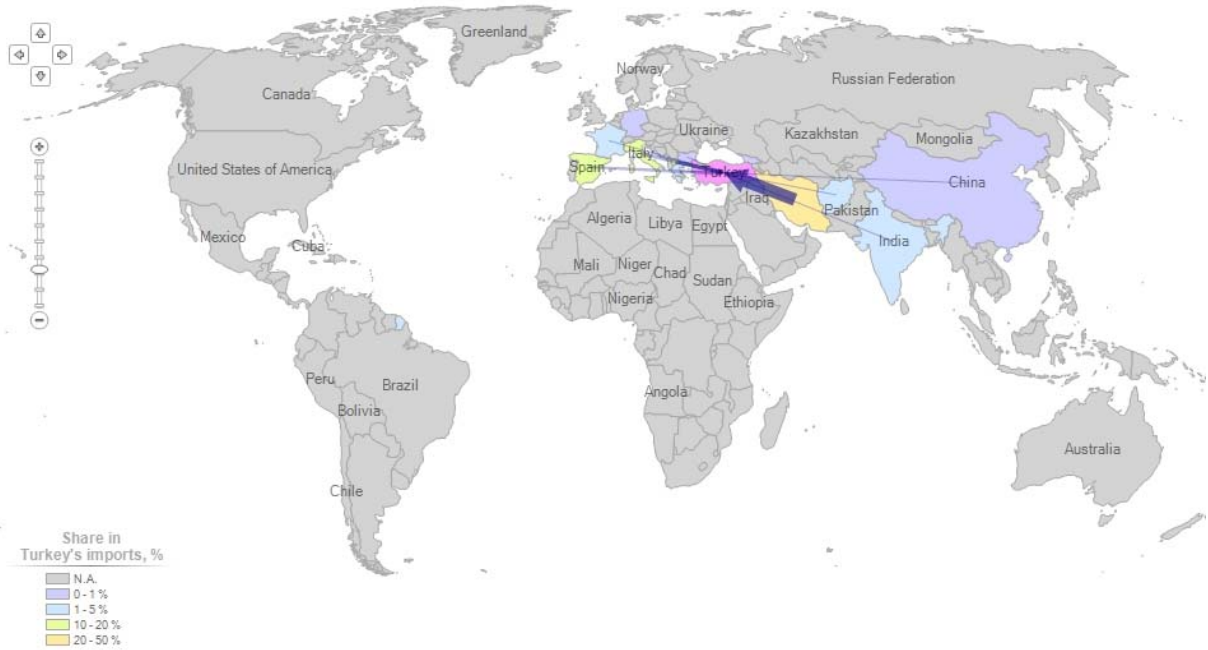 Greenland
Norway
Russian Federation
Canada
Ukraine
Kazakhstan
Mongolia
Italy
Spain
United States of America
Turkey
China
Iraq
Pakistan
Algeria
Libya
Egypt
Mexico
Cuba
India
Mali
Niger
Chad
Sudan
Nigeria
Ethiopia
Peru
Brazil
Angola
Bolivia
Australia
Chile
Share in
Turkey's imports, %
N.A.
0 - 1 %
1 - 5 %
10 - 20 %
20 - 50 %